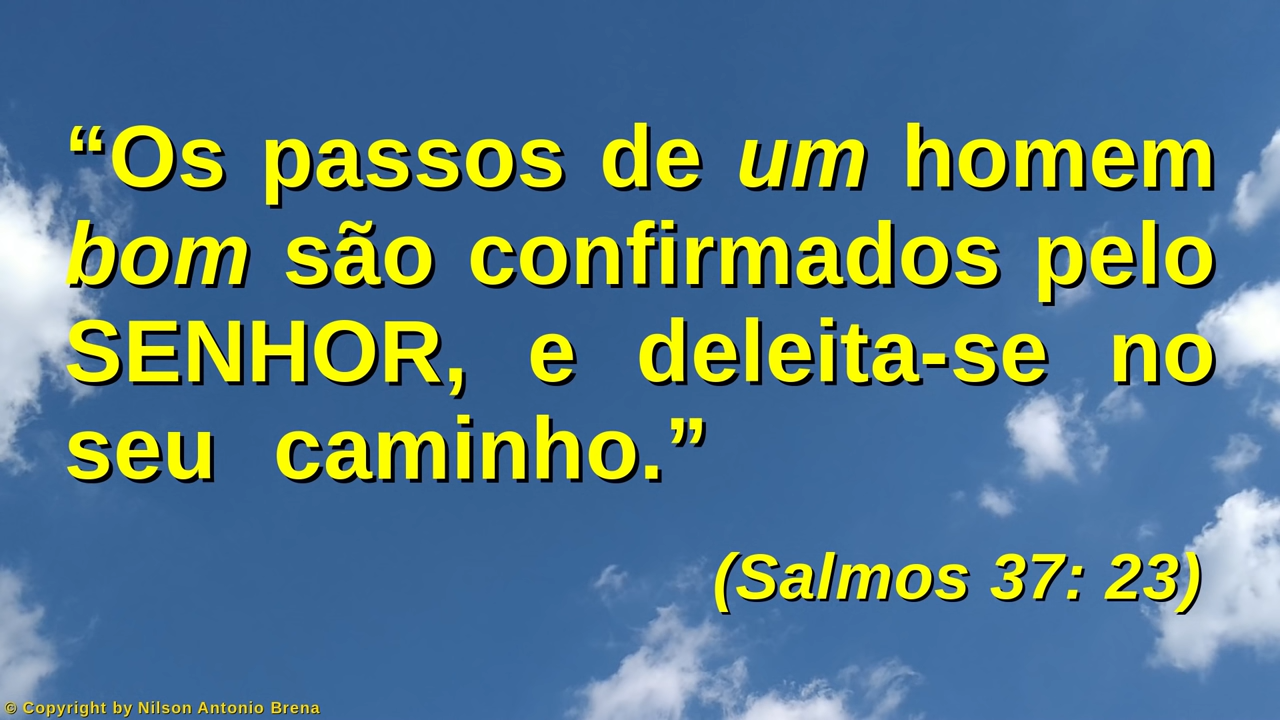 “Os passos de um homem
bom são confirmados pelo
SENHOR, e deleita-se no
seu caminho.”
(Salmos 37: 23)
© Copyright by Nilson Antonio Brena